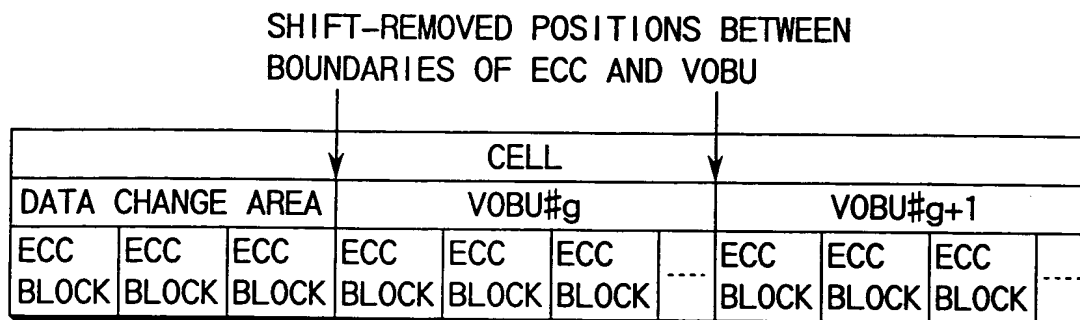 SHIFT-REMOVED POSITIONS BETWEEN
BOUNDARIES OF ECC AND VOBU
CELL
DATA CHANGE AREA VOBU#g VOBU#g+1
ECC ECC ECC ECC ECC ECC ECC ECC ECC
BLOCK BLOCK BLOCK BLOCK BLOCK BLOCK ..... BLOCK BLOCK BLOCK .....